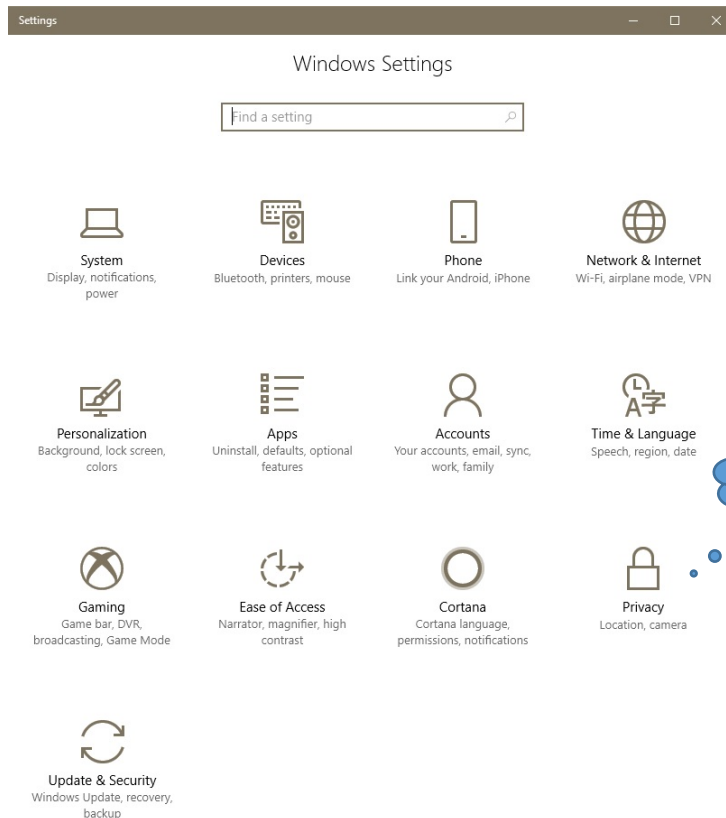 Settings
Windows Settings
Find a setting
System
Display, notifications,
power
Devices
Bluetooth, printers, mouse
Phone
Link your Android, iPhone
Network & Internet
Wi-Fi, airplane mode, VPN
Personalization
Background, lock screen,
colors
Apps
Uninstall, defaults, optional
features
Accounts
Your accounts, email, sync,
work, family
Time & Language
Speech, region, date
Gaming
Game bar, DVR,
broadcasting, Game Mode
Ease of Access
Narrator, magnifier, high
contrast
Cortana
Cortana language,
permissions, notifications
Privacy
Location, camera
Update & Security
Windows Update, recovery,
backup